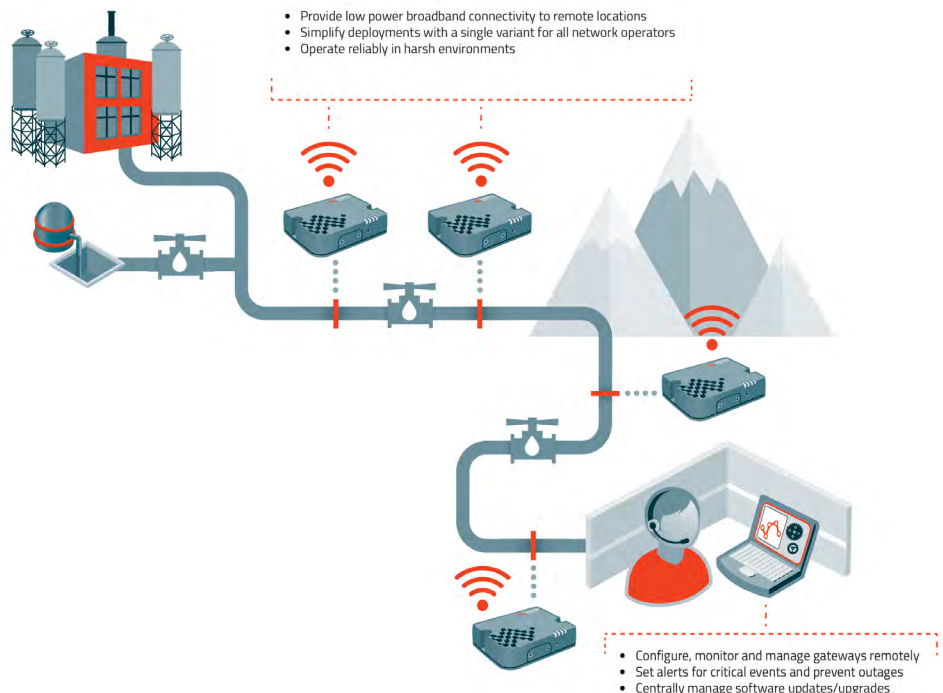 • Provide low power broadband connectivity to remote locations
• Simplify deployments with a single variant for all network operators
• Operate reliably in harsh environments
• Configure, monitor and manage gateways remotely
• Set alerts for critical events and prevent outages
• Centrally manage software updates/upgrades